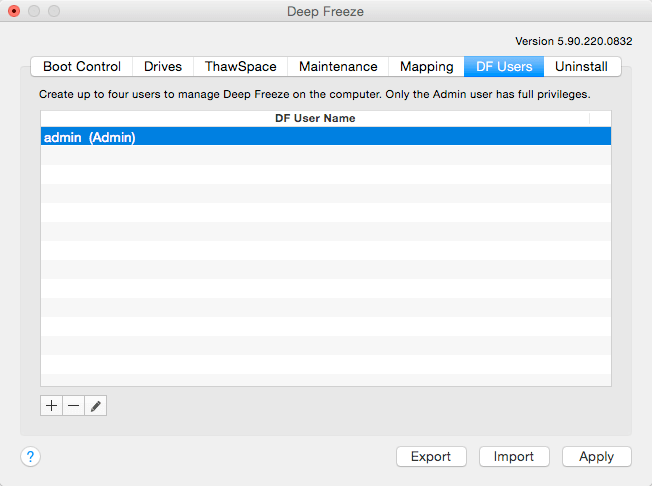 Deep Freeze
Version 5.90.220.0832
Boot Control Drives ThawSpace Maintenance Mapping DF Users Uninstall
Create up to four users to manage Deep Freeze on the computer. Only the Admin user has full privileges.
DF User Name
admin (Admin)
? Export Import Apply